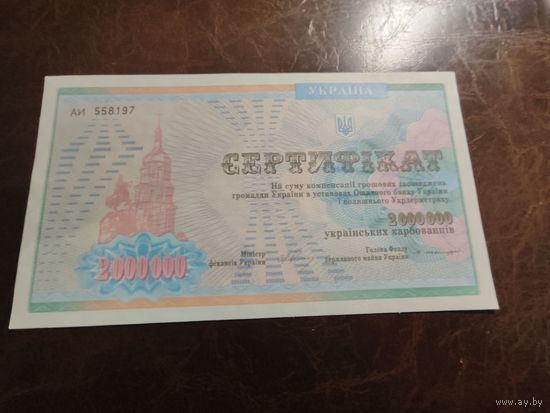 УКРАЇНА
АИ 558197
СЕРТИФІКАТ
На суму компенсації грошових заощаджень
громадян України в установах Ощадного банку України
і колишнього Укрдержстраху
2 000 000
українських карбованців
Міністр
фінансів України
Голова Фонду
державного майна України
2 000 000
www.ay.by